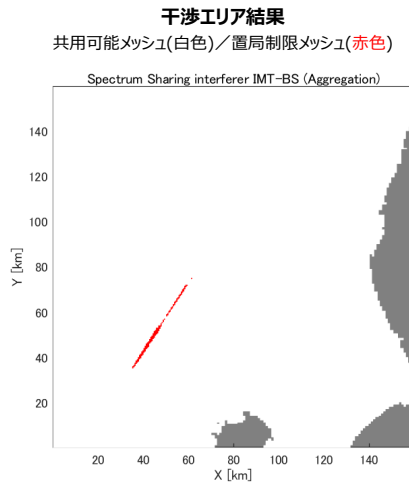 干渉エリア結果
共用可能メッシュ(白色)／置局制限メッシュ(赤色)
Spectrum Sharing interferer IMT-BS (Aggregation)
140
120
100
80
60
40
20
Y [km]
20 40 60 80 100 120 140
X [km]